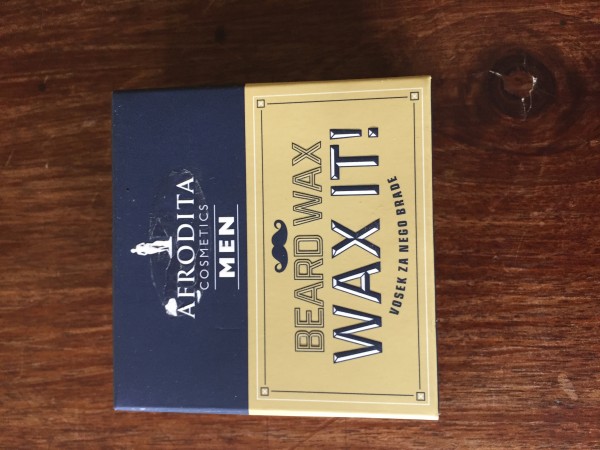 AFRODITA
COSMETICS
MEN
BEARD WAX
WAX IT!
VOSEK ZA NEGO BRADE